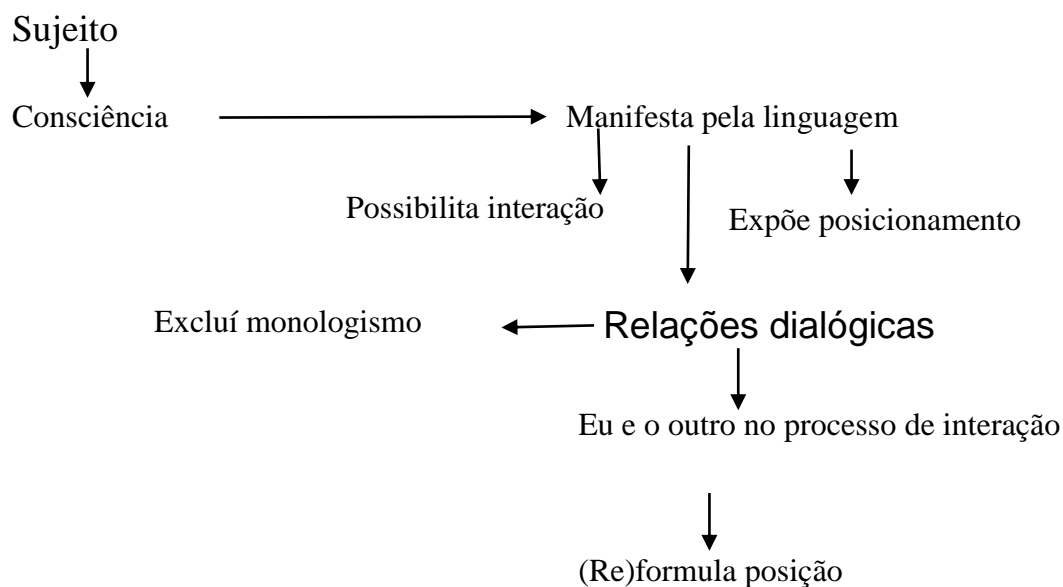 Sujeito
Consciência
Manifesta pela linguagem
Possibilita interação
Expõe posicionamento
Excluí monologismo
Relações dialógicas
Eu e o outro no processo de interação
(Re)formula posição